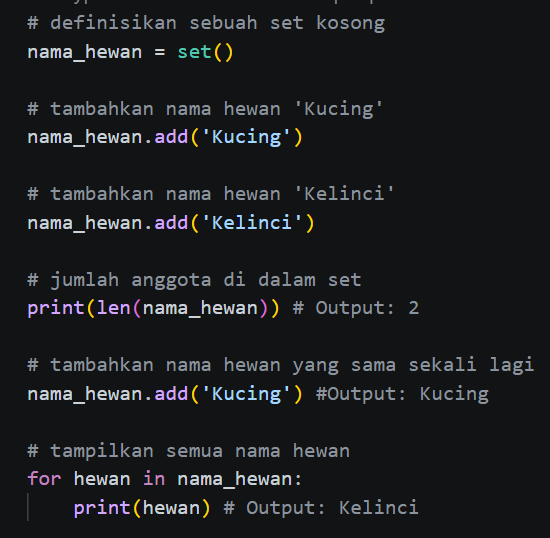 # definisikan sebuah set kosong
nama_hewan = set()
# tambahkan nama hewan 'Kucing'
nama_hewan.add('Kucing')
# tambahkan nama hewan 'Kelinci'
nama_hewan.add('Kelinci')
# jumlah anggota di dalam set
print(len(nama_hewan)) # Output: 2
# tambahkan nama hewan yang sama sekali lagi
nama_hewan.add('Kucing') #Output: Kucing
# tampilkan semua nama hewan
for hewan in nama_hewan:
    print(hewan) # Output: Kelinci